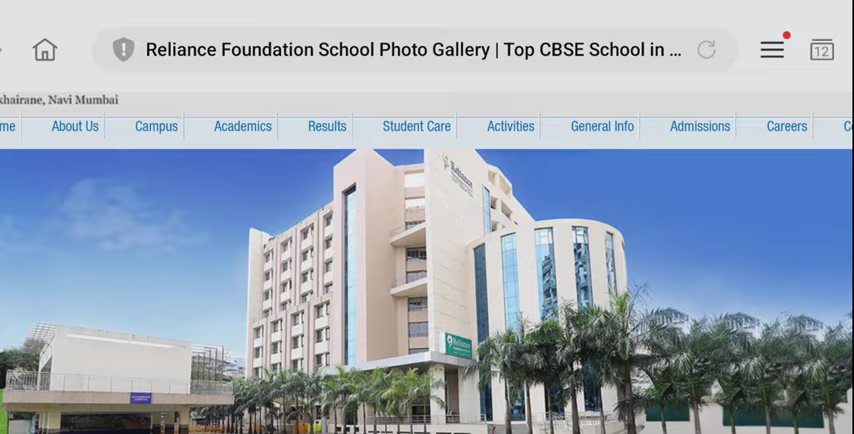 Reliance Foundation School Photo Gallery | Top CBSE School in ...
12
khairane, Navi Mumbai
me About Us Campus Academics Results Student Care Activities General Info Admissions Careers C
Reliance
Reliance